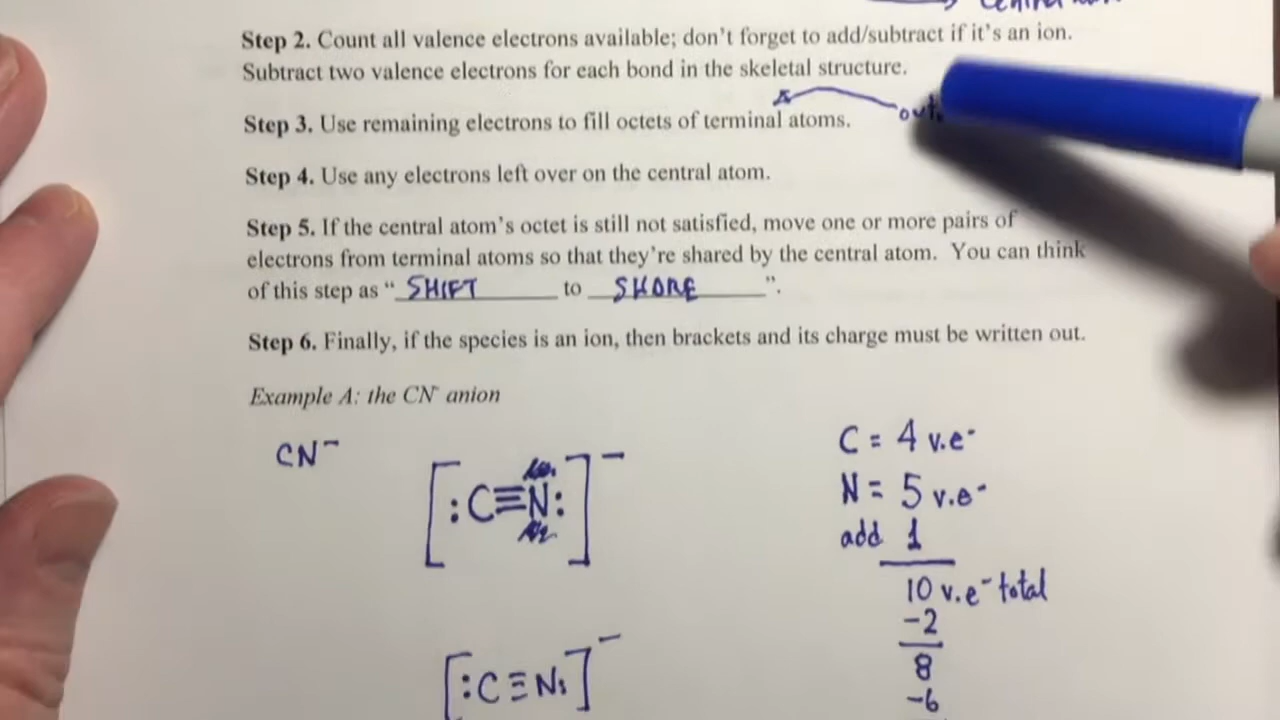 Step 2. Count all valence electrons available; don't forget to add/subtract if it's an ion.
Subtract two valence electrons for each bond in the skeletal structure.
Step 3. Use remaining electrons to fill octets of terminal atoms.
Step 4. Use any electrons left over on the central atom.
Step 5. If the central atom's octet is still not satisfied, move one or more pairs of
electrons from terminal atoms so that they're shared by the central atom. You can think
of this step as "SHIFT to SHARE".
Step 6. Finally, if the species is an ion, then brackets and its charge must be written out.
Example A: the CN⁻ anion
CN⁻
[:C≡N:]⁻
C = 4 v.e⁻
N = 5 v.e⁻
add 1
10 v.e⁻ total
-2
8
-6
[:C≡N:]⁻